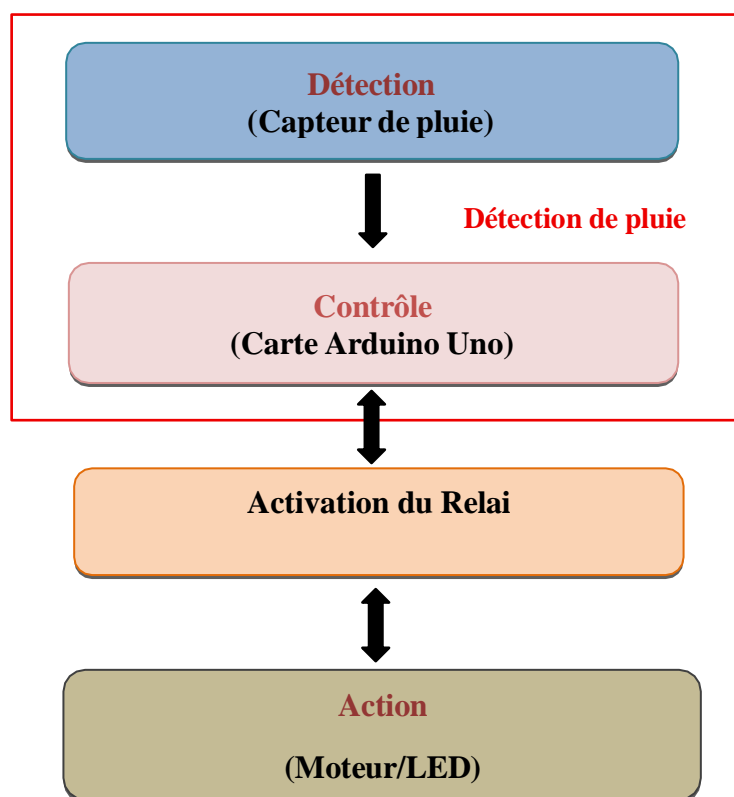 Détection
(Capteur de pluie)
Détection de pluie
Contrôle
(Carte Arduino Uno)
Activation du Relai
Action
(Moteur/LED)